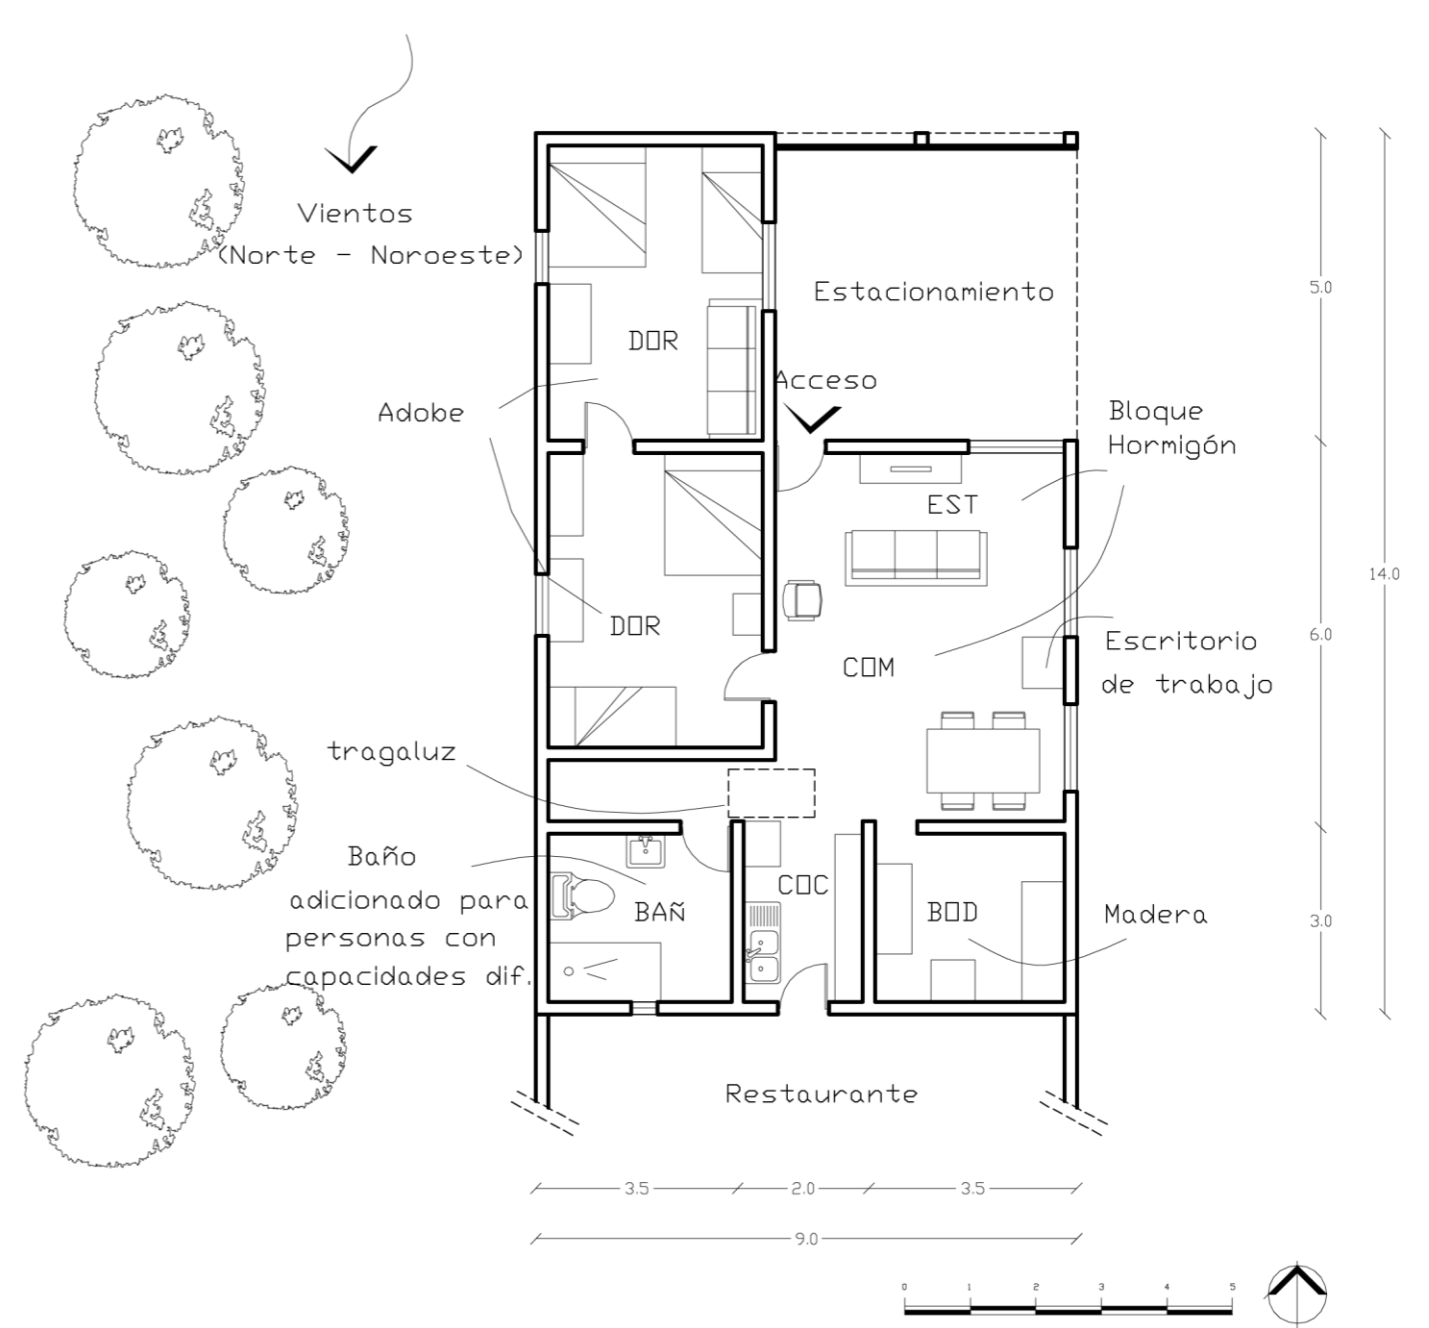 Vientos
(Norte - Noroeste)
Estacionamiento
5.0
DOR
Acceso
Adobe
Bloque
Hormigón
EST
14.0
DOR
6.0
COM
Escritorio
de trabajo
tragaluz
Baño
adicionado para
personas con
capacidades dif.
COC
BAÑ
BOD
Madera
3.0
Restaurante
3.5
2.0
3.5
9.0
0 1 2 3 4 5